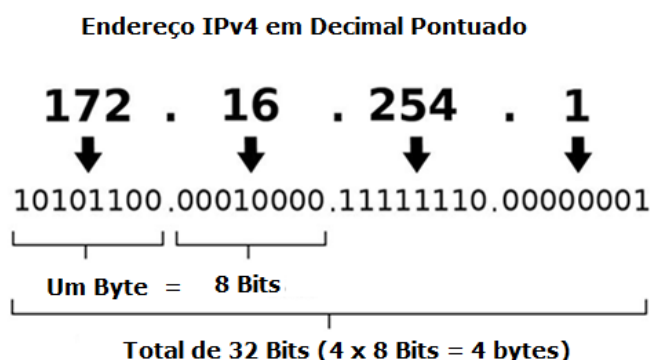 Endereço IPv4 em Decimal Pontuado
172 . 16 . 254 . 1
10101100.00010000.11111110.00000001
Um Byte = 8 Bits
Total de 32 Bits (4 x 8 Bits = 4 bytes)